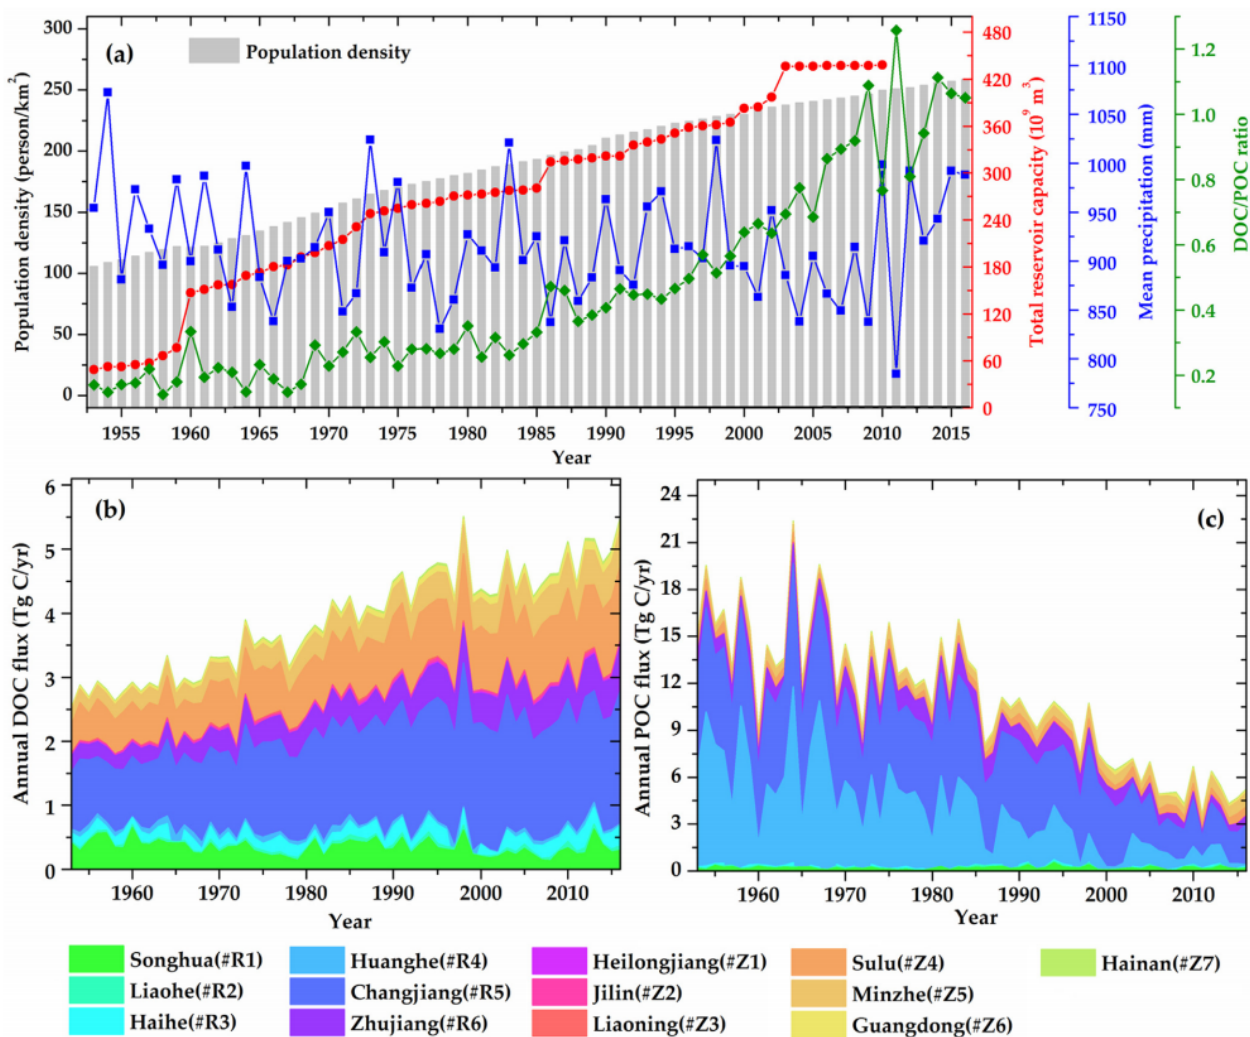 (a)
Population density
Population density (person/km²)
300
250
200
150
100
50
0
1955 1960 1965 1970 1975 1980 1985 1990 1995 2000 2005 2010 2015
Year
480
420
360
300
240
180
120
60
0
Total reservoir capacity (10⁹ m³)
1150
1100
1050
1000
950
900
850
800
750
Mean precipitation (mm)
1.2
1.0
0.8
0.6
0.4
0.2
DOC/POC ratio
(b)
Annual DOC flux (Tg C/yr)
6
5
4
3
2
1
0
1960 1970 1980 1990 2000 2010
Year
(c)
Annual POC flux (Tg C/yr)
24
21
18
15
12
9
6
3
0
1960 1970 1980 1990 2000 2010
Year
Songhua(#R1)
Liaohe(#R2)
Haihe(#R3)
Huanghe(#R4)
Changjiang(#R5)
Zhujiang(#R6)
Heilongjiang(#Z1)
Jilin(#Z2)
Liaoning(#Z3)
Sulu(#Z4)
Minzhe(#Z5)
Guangdong(#Z6)
Hainan(#Z7)